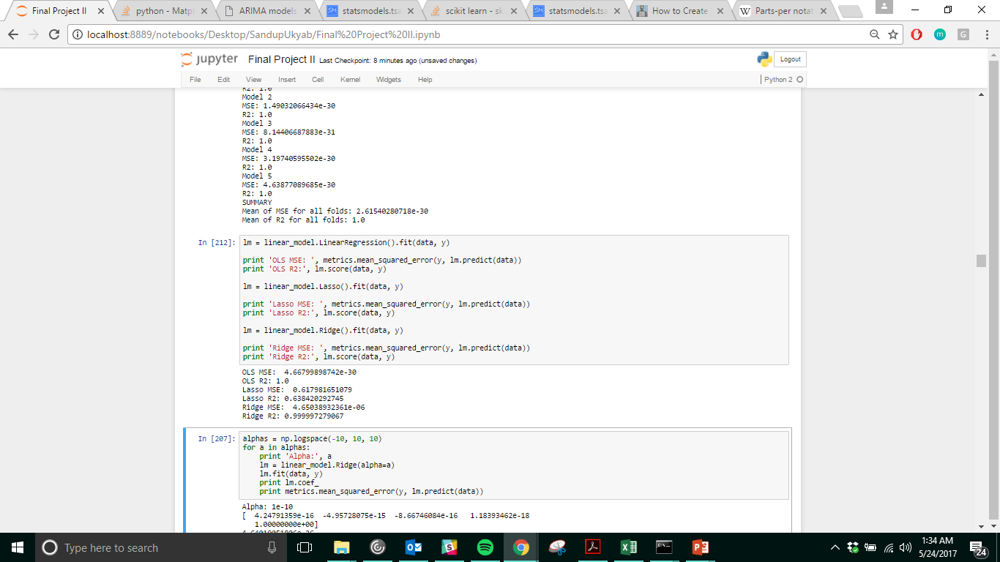 Final Project II
python - Matpl
ARIMA models
SM statsmodels.tsa
scikit learn - sk
SM statsmodels.tsa
How to Create
W Parts-per notat
localhost:8889/notebooks/Desktop/SandupUkyab/Final%20Project%20II.ipynb
m
G
jupyter Final Project II Last Checkpoint: 8 minutes ago (unsaved changes)
Logout
File Edit View Insert Cell Kernel Widgets Help
Python 2
R2: 1.0
Model 2
MSE: 1.49032066434e-30
R2: 1.0
Model 3
MSE: 8.14406687883e-31
R2: 1.0
Model 4
MSE: 3.19740595502e-30
R2: 1.0
Model 5
MSE: 4.63877089685e-30
R2: 1.0
SUMMARY
Mean of MSE for all folds: 2.61540280718e-30
Mean of R2 for all folds: 1.0
In [212]: lm = linear_model.LinearRegression().fit(data, y)
print 'OLS MSE: ', metrics.mean_squared_error(y, lm.predict(data))
print 'OLS R2:', lm.score(data, y)
lm = linear_model.Lasso().fit(data, y)
print 'Lasso MSE: ', metrics.mean_squared_error(y, lm.predict(data))
print 'Lasso R2:', lm.score(data, y)
lm = linear_model.Ridge().fit(data, y)
print 'Ridge MSE: ', metrics.mean_squared_error(y, lm.predict(data))
print 'Ridge R2:', lm.score(data, y)
OLS MSE:  4.66799898742e-30
OLS R2: 1.0
Lasso MSE:  0.617981651079
Lasso R2: 0.638420292745
Ridge MSE:  4.65038932361e-06
Ridge R2: 0.999997279067
In [207]: alphas = np.logspace(-10, 10, 10)
for a in alphas:
    print 'Alpha:', a
    lm = linear_model.Ridge(alpha=a)
    lm.fit(data, y)
    print lm.coef_
    print metrics.mean_squared_error(y, lm.predict(data))
Alpha: 1e-10
[  4.24791359e-16  -4.95728075e-15  -8.66746084e-16   1.18393462e-18
   1.00000000e+00]
Type here to search
1:34 AM
5/24/2017
24